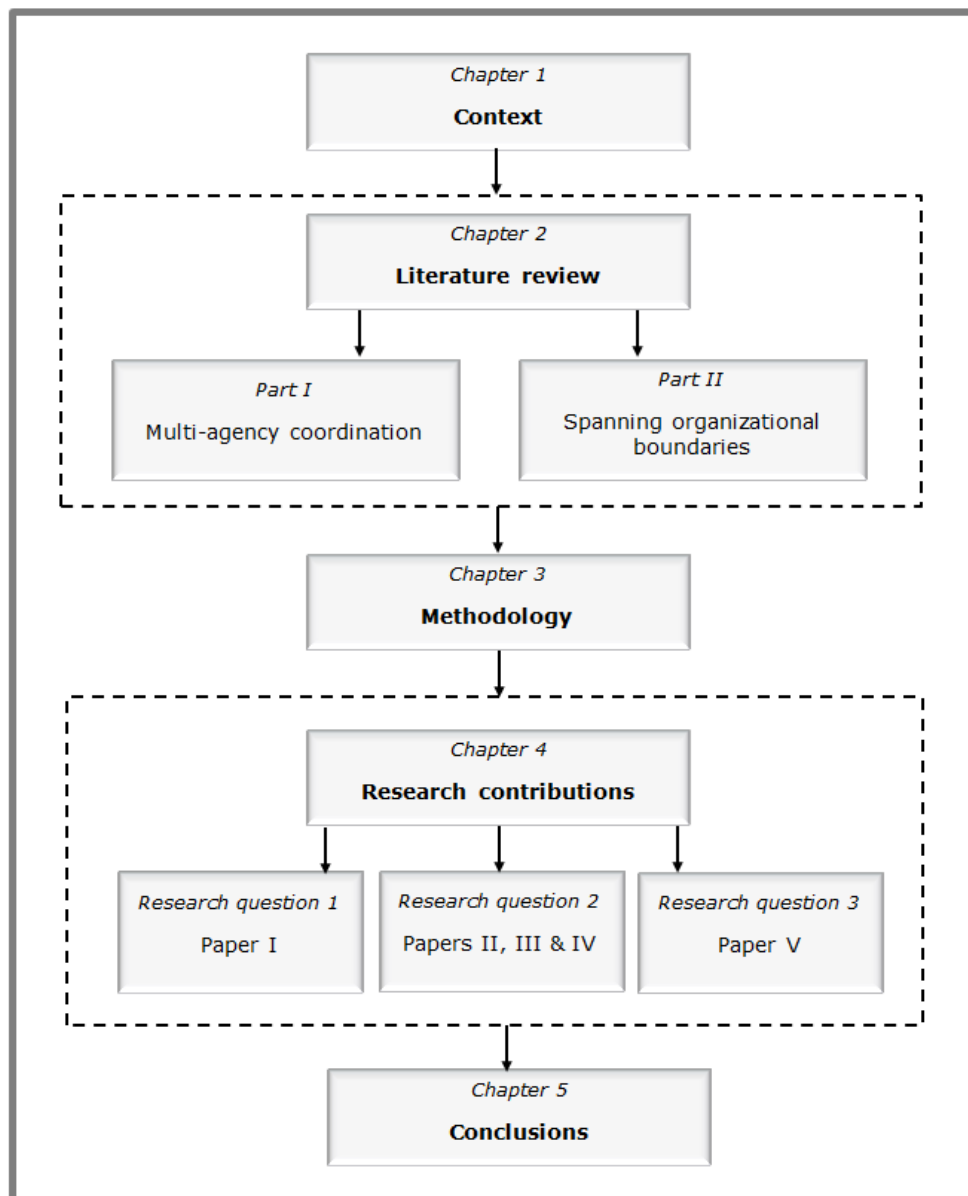 Chapter 1
Context
Chapter 2
Literature review
Part I
Multi-agency coordination
Part II
Spanning organizational
boundaries
Chapter 3
Methodology
Chapter 4
Research contributions
Research question 1
Paper I
Research question 2
Papers II, III & IV
Research question 3
Paper V
Chapter 5
Conclusions